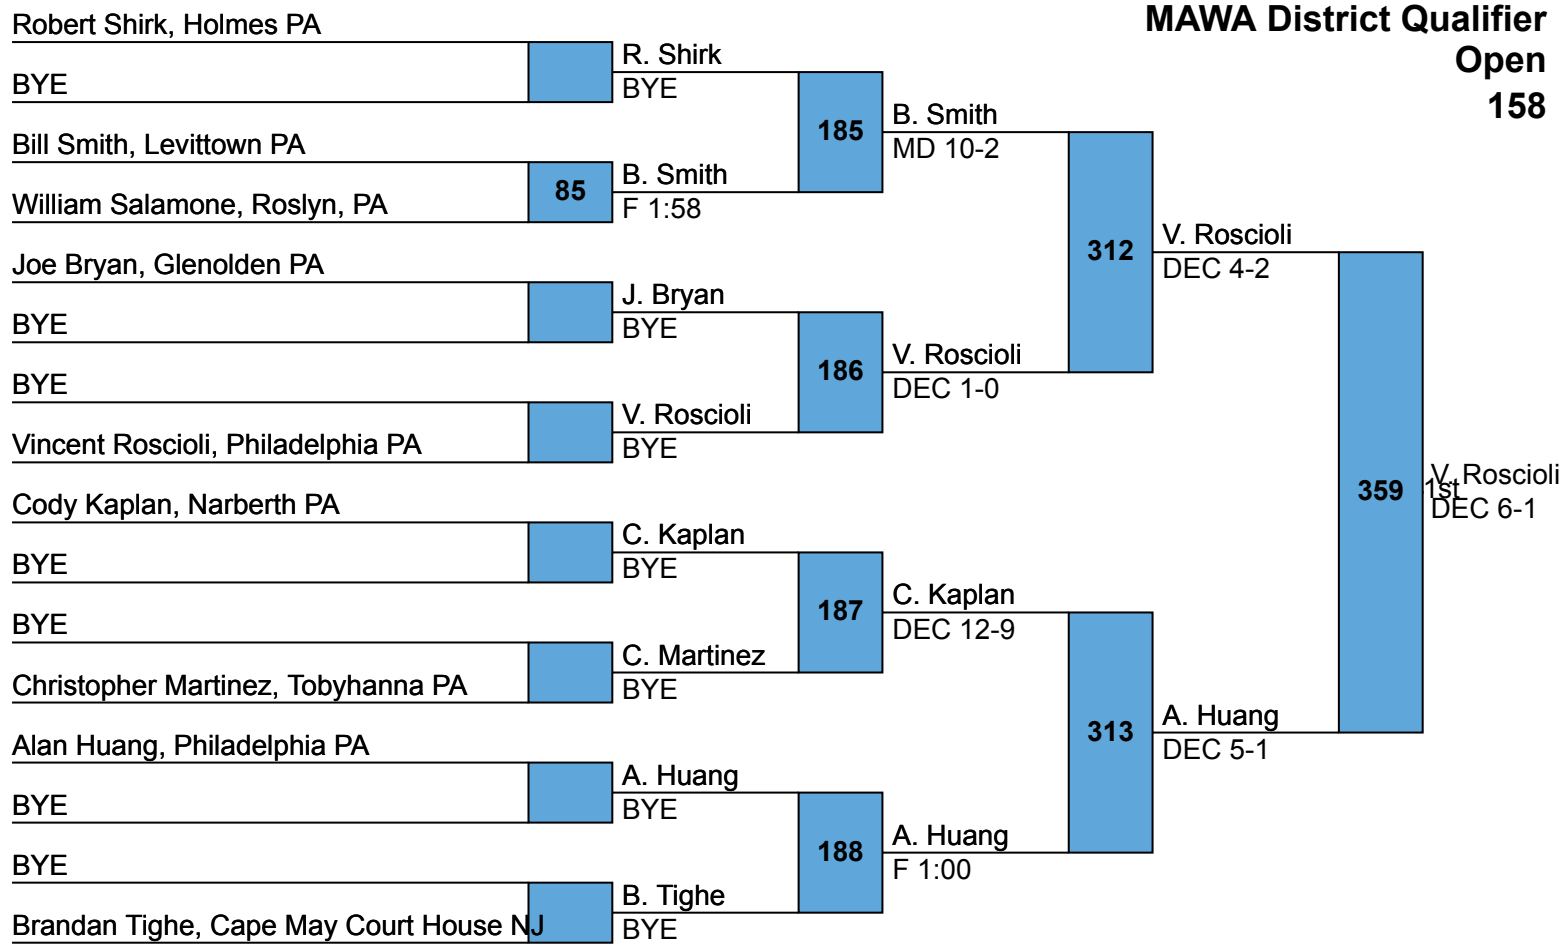 MAWA District Qualifier
Open
158
Robert Shirk, Holmes PA
BYE
Bill Smith, Levittown PA
William Salamone, Roslyn, PA
Joe Bryan, Glenolden PA
BYE
BYE
Vincent Roscioli, Philadelphia PA
Cody Kaplan, Narberth PA
BYE
BYE
Christopher Martinez, Tobyhanna PA
Alan Huang, Philadelphia PA
BYE
BYE
Brandan Tighe, Cape May Court House NJ
85
R. Shirk
BYE
B. Smith
F 1:58
J. Bryan
BYE
V. Roscioli
BYE
C. Kaplan
BYE
C. Martinez
BYE
A. Huang
BYE
B. Tighe
BYE
185
186
187
188
B. Smith
MD 10-2
V. Roscioli
DEC 1-0
C. Kaplan
DEC 12-9
A. Huang
F 1:00
312
313
V. Roscioli
DEC 4-2
A. Huang
DEC 5-1
359
V. Roscioli
1st
DEC 6-1